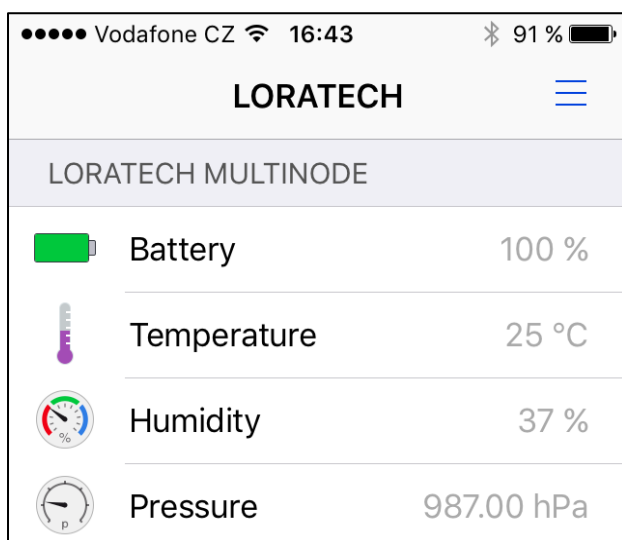 ●●●●● Vodafone CZ 16:43 91 %
LORATECH
LORATECH MULTINODE
Battery 100 %
Temperature 25 °C
% Humidity 37 %
p Pressure 987.00 hPa